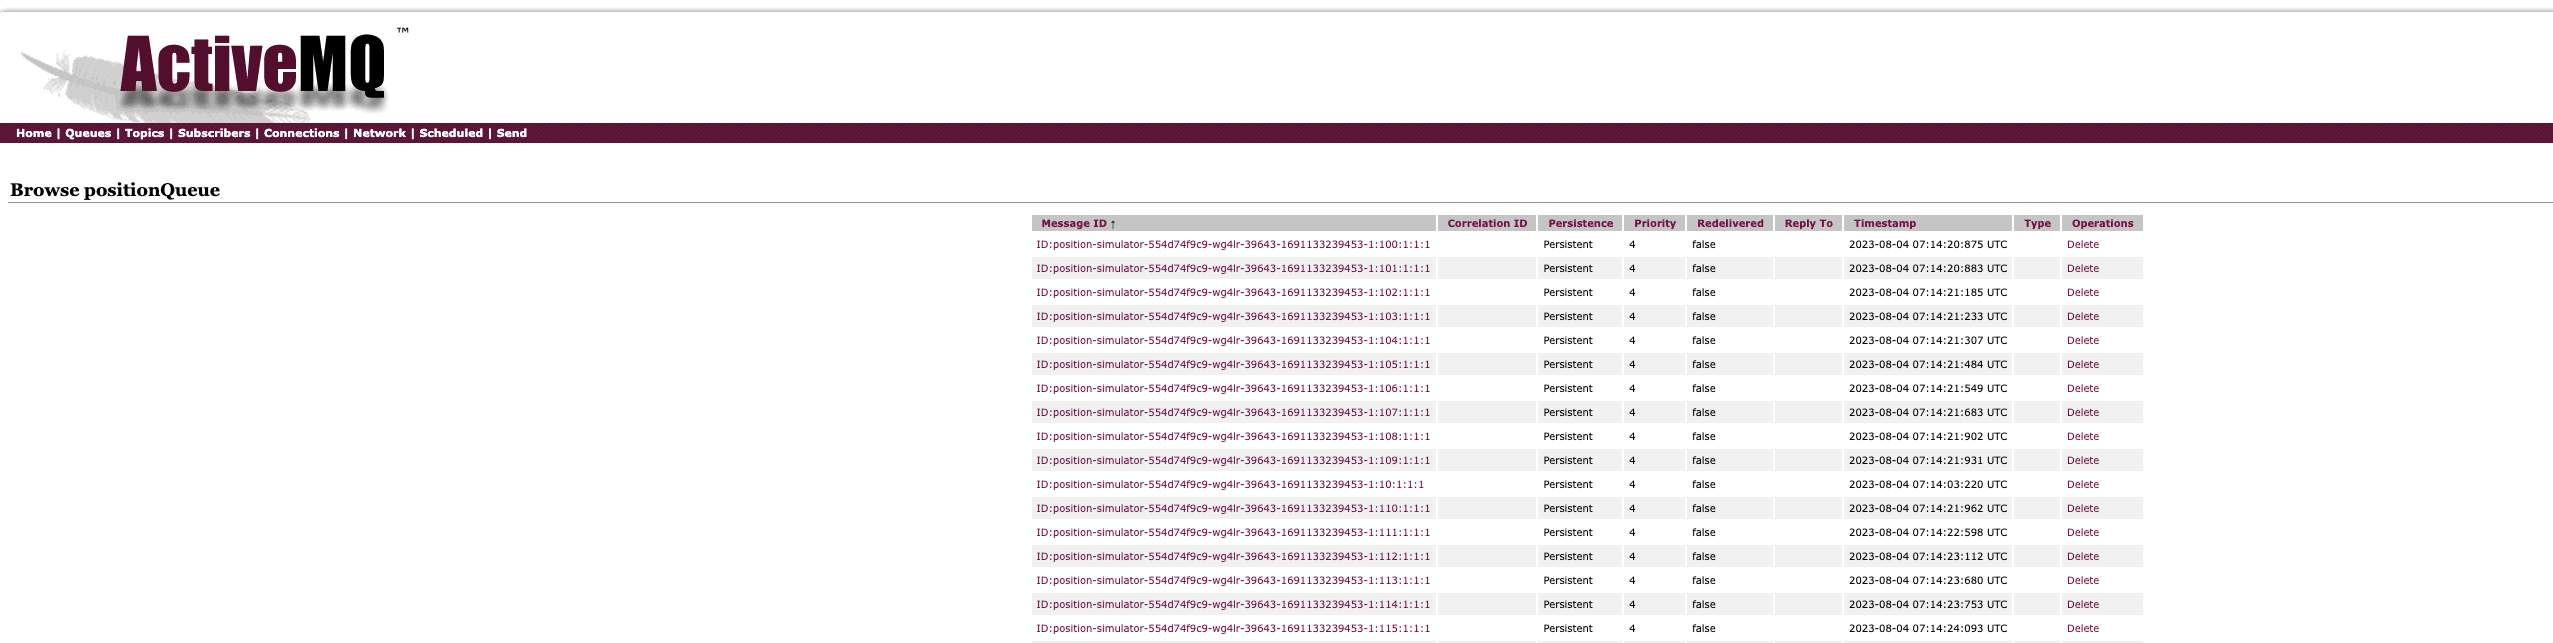 ActiveMQ ™
Home | Queues | Topics | Subscribers | Connections | Network | Scheduled | Send
Browse positionQueue
Message ID ↑ Correlation ID Persistence Priority Redelivered Reply To Timestamp Type Operations
ID:position-simulator-554d74f9c9-wg4lr-39643-1691133239453-1:100:1:1:1 Persistent 4 false 2023-08-04 07:14:20:875 UTC Delete
ID:position-simulator-554d74f9c9-wg4lr-39643-1691133239453-1:101:1:1:1 Persistent 4 false 2023-08-04 07:14:20:883 UTC Delete
ID:position-simulator-554d74f9c9-wg4lr-39643-1691133239453-1:102:1:1:1 Persistent 4 false 2023-08-04 07:14:21:185 UTC Delete
ID:position-simulator-554d74f9c9-wg4lr-39643-1691133239453-1:103:1:1:1 Persistent 4 false 2023-08-04 07:14:21:233 UTC Delete
ID:position-simulator-554d74f9c9-wg4lr-39643-1691133239453-1:104:1:1:1 Persistent 4 false 2023-08-04 07:14:21:307 UTC Delete
ID:position-simulator-554d74f9c9-wg4lr-39643-1691133239453-1:105:1:1:1 Persistent 4 false 2023-08-04 07:14:21:484 UTC Delete
ID:position-simulator-554d74f9c9-wg4lr-39643-1691133239453-1:106:1:1:1 Persistent 4 false 2023-08-04 07:14:21:549 UTC Delete
ID:position-simulator-554d74f9c9-wg4lr-39643-1691133239453-1:107:1:1:1 Persistent 4 false 2023-08-04 07:14:21:683 UTC Delete
ID:position-simulator-554d74f9c9-wg4lr-39643-1691133239453-1:108:1:1:1 Persistent 4 false 2023-08-04 07:14:21:902 UTC Delete
ID:position-simulator-554d74f9c9-wg4lr-39643-1691133239453-1:109:1:1:1 Persistent 4 false 2023-08-04 07:14:21:931 UTC Delete
ID:position-simulator-554d74f9c9-wg4lr-39643-1691133239453-1:10:1:1:1 Persistent 4 false 2023-08-04 07:14:03:220 UTC Delete
ID:position-simulator-554d74f9c9-wg4lr-39643-1691133239453-1:110:1:1:1 Persistent 4 false 2023-08-04 07:14:21:962 UTC Delete
ID:position-simulator-554d74f9c9-wg4lr-39643-1691133239453-1:111:1:1:1 Persistent 4 false 2023-08-04 07:14:22:598 UTC Delete
ID:position-simulator-554d74f9c9-wg4lr-39643-1691133239453-1:112:1:1:1 Persistent 4 false 2023-08-04 07:14:23:112 UTC Delete
ID:position-simulator-554d74f9c9-wg4lr-39643-1691133239453-1:113:1:1:1 Persistent 4 false 2023-08-04 07:14:23:680 UTC Delete
ID:position-simulator-554d74f9c9-wg4lr-39643-1691133239453-1:114:1:1:1 Persistent 4 false 2023-08-04 07:14:23:753 UTC Delete
ID:position-simulator-554d74f9c9-wg4lr-39643-1691133239453-1:115:1:1:1 Persistent 4 false 2023-08-04 07:14:24:093 UTC Delete